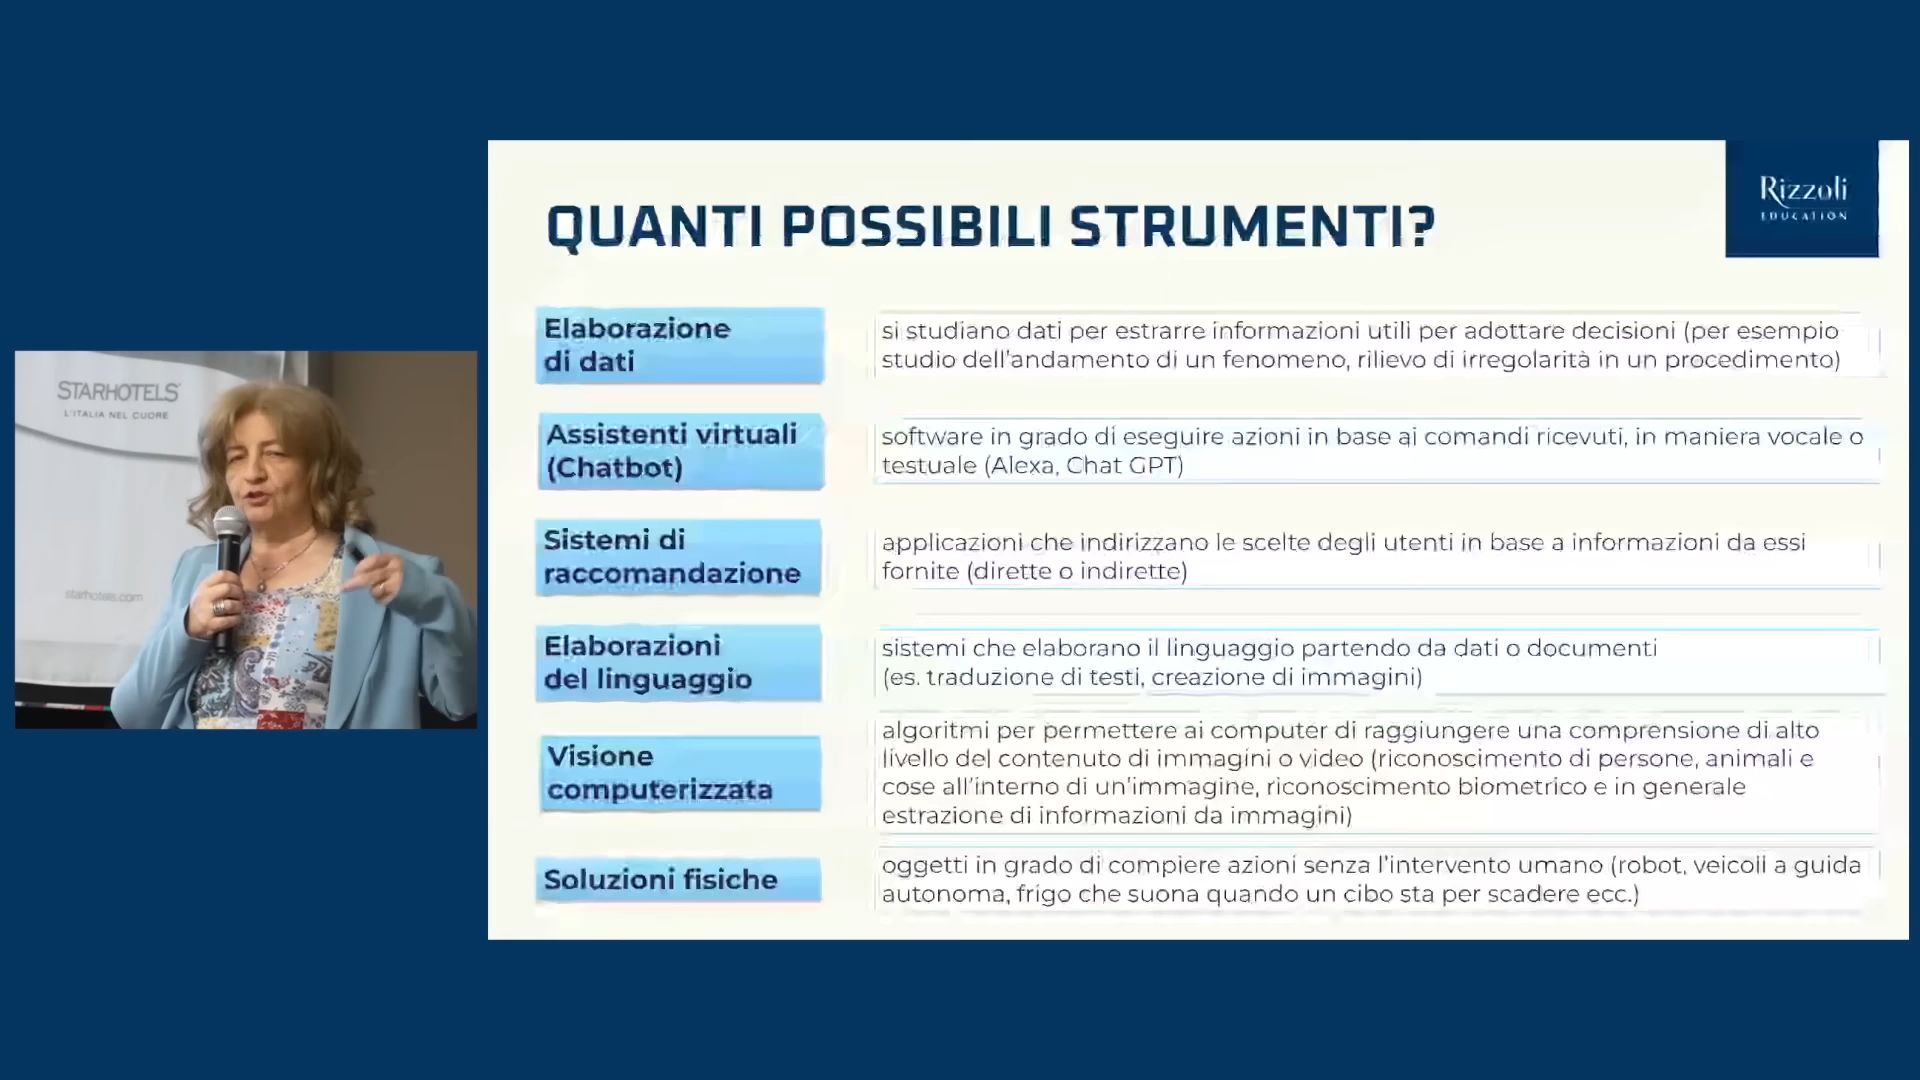 STARHOTELS
L'ITALIA NEL CUORE
starhotels.com
Rizzoli
EDUCATION
QUANTI POSSIBILI STRUMENTI?
Elaborazione
di dati
si studiano dati per estrarre informazioni utili per adottare decisioni (per esempio
studio dell'andamento di un fenomeno, rilievo di irregolarità in un procedimento)
Assistenti virtuali
(Chatbot)
software in grado di eseguire azioni in base ai comandi ricevuti, in maniera vocale o
testuale (Alexa, Chat GPT)
Sistemi di
raccomandazione
applicazioni che indirizzano le scelte degli utenti in base a informazioni da essi
fornite (dirette o indirette)
Elaborazioni
del linguaggio
sistemi che elaborano il linguaggio partendo da dati o documenti
(es. traduzione di testi, creazione di immagini)
Visione
computerizzata
algoritmi per permettere ai computer di raggiungere una comprensione di alto
livello del contenuto di immagini o video (riconoscimento di persone, animali e
cose all'interno di un'immagine, riconoscimento biometrico e in generale
estrazione di informazioni da immagini)
Soluzioni fisiche
oggetti in grado di compiere azioni senza l'intervento umano (robot, veicoli a guida
autonoma, frigo che suona quando un cibo sta per scadere ecc.)